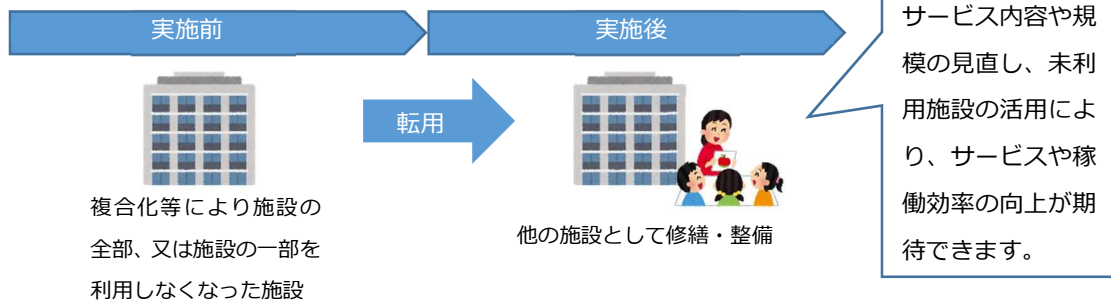 実施前
実施後
転用
複合化等により施設の
全部、又は施設の一部を
利用しなくなった施設
他の施設として修繕・整備
サービス内容や規
模の見直し、未利
用施設の活用によ
り、サービスや稼
働効率の向上が期
待できます。